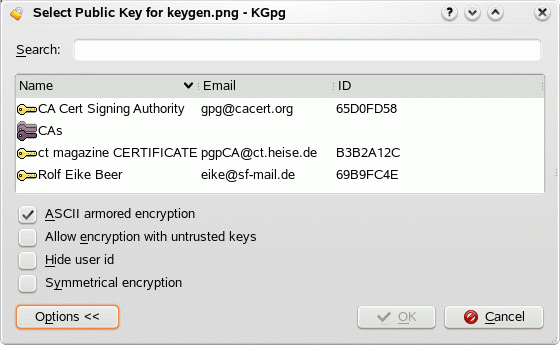 Select Public Key for keygen.png - KGpg
Search:
Name Email ID
CA Cert Signing Authority gpg@cacert.org 65D0FD58
CAs
ct magazine CERTIFICATE pgpCA@ct.heise.de B3B2A12C
Rolf Eike Beer eike@sf-mail.de 69B9FC4E
ASCII armored encryption
Allow encryption with untrusted keys
Hide user id
Symmetrical encryption
Options << OK Cancel